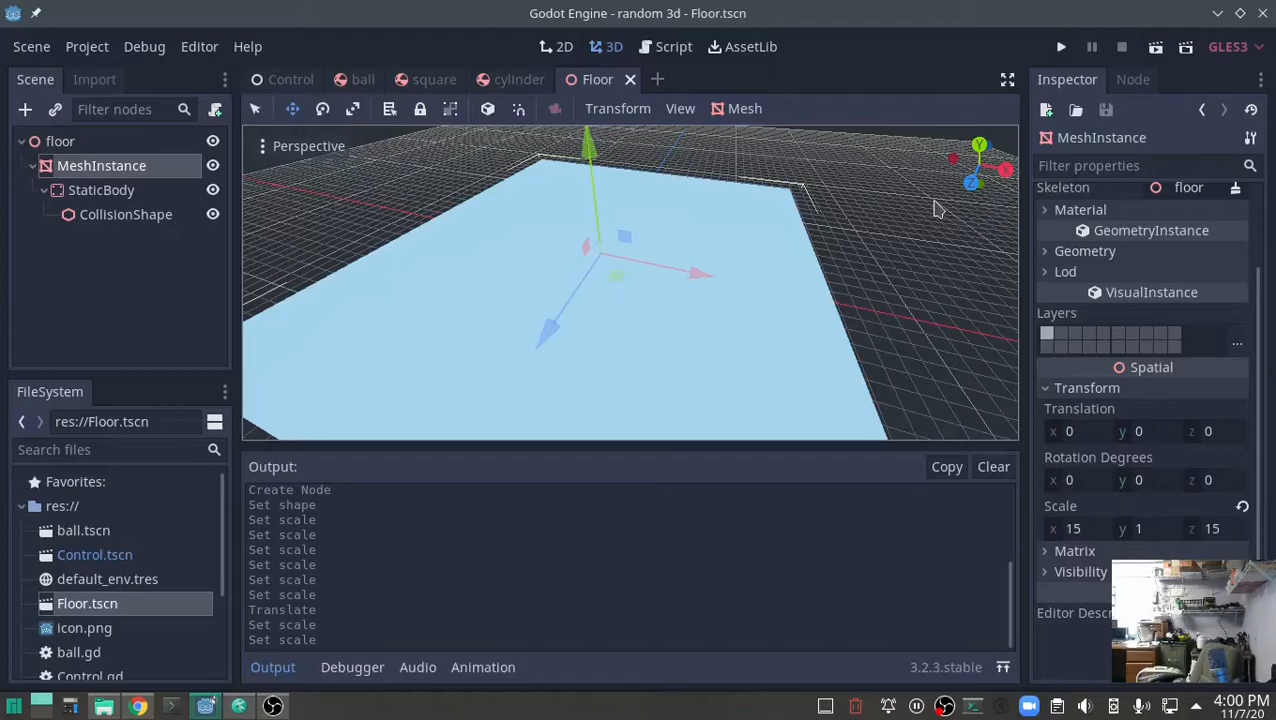 Godot Engine - random 3d - Floor.tscn
Scene Project Debug Editor Help
2D 3D Script AssetLib
GLES3
Scene Import
Control ball square cylinder Floor
Inspector Node
Filter nodes
Transform View Mesh
floor
MeshInstance
StaticBody
CollisionShape
Perspective
Y
X
Z
MeshInstance
Filter properties
Skeleton floor
Material
GeometryInstance
Geometry
Lod
VisualInstance
Layers
...
Spatial
Transform
Translation
x 0 y 0 z 0
Rotation Degrees
x 0 y 0 z 0
Scale
x 15 y 1 z 15
Matrix
Visibility
Editor Descr
FileSystem
res://Floor.tscn
Search files
Favorites:
res://
ball.tscn
Control.tscn
default_env.tres
Floor.tscn
icon.png
ball.gd
Control.gd
Output:
Copy Clear
Create Node
Set shape
Set scale
Set scale
Set scale
Set scale
Set scale
Set scale
Translate
Set scale
Set scale
Output Debugger Audio Animation
3.2.3.stable
4:00 PM
11/7/20